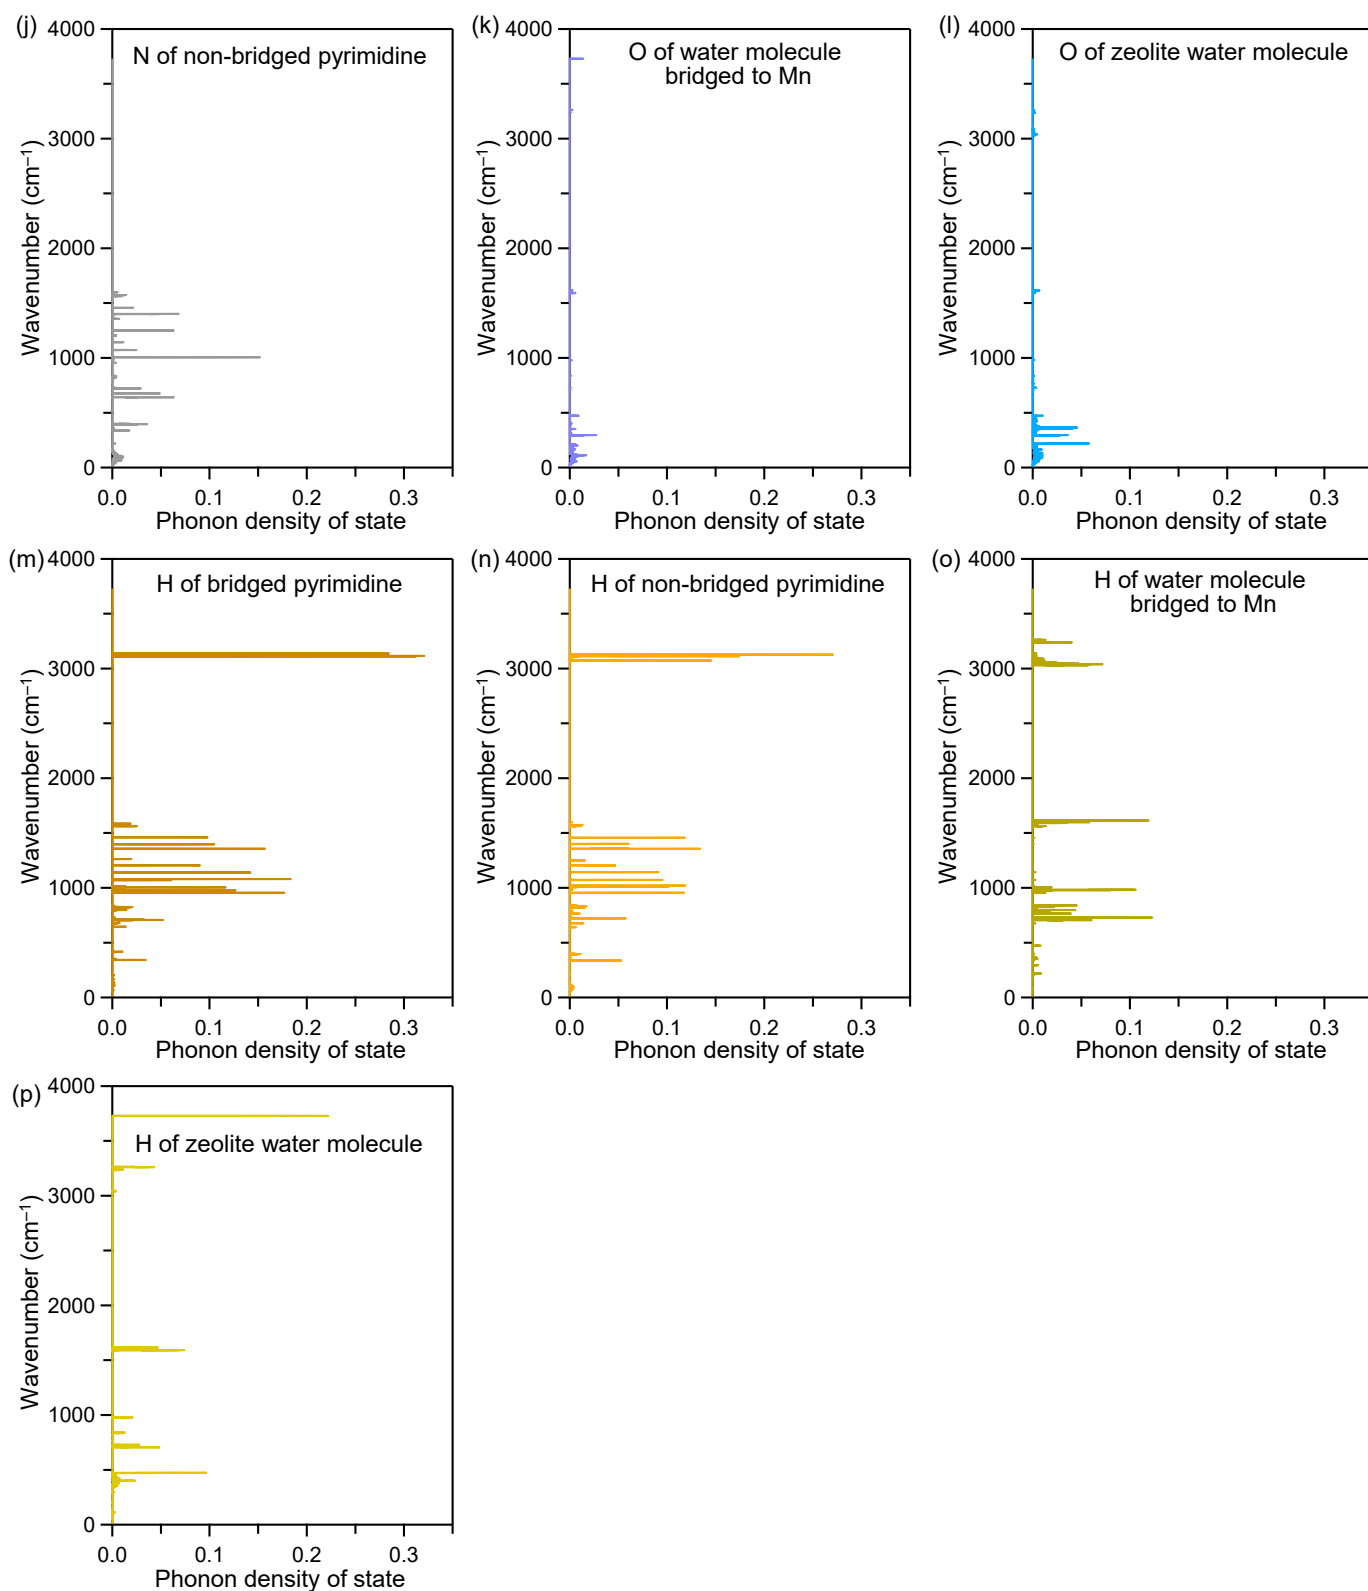 (j)
N of non-bridged pyrimidine
4000
3000
2000
1000
0
Wavenumber (cm⁻¹)
0.0 0.1 0.2 0.3
Phonon density of state
(k)
O of water molecule
bridged to Mn
4000
3000
2000
1000
0
Wavenumber (cm⁻¹)
0.0 0.1 0.2 0.3
Phonon density of state
(l)
O of zeolite water molecule
4000
3000
2000
1000
0
Wavenumber (cm⁻¹)
0.0 0.1 0.2 0.3
Phonon density of state
(m)
H of bridged pyrimidine
4000
3000
2000
1000
0
Wavenumber (cm⁻¹)
0.0 0.1 0.2 0.3
Phonon density of state
(n)
H of non-bridged pyrimidine
4000
3000
2000
1000
0
Wavenumber (cm⁻¹)
0.0 0.1 0.2 0.3
Phonon density of state
(o)
H of water molecule
bridged to Mn
4000
3000
2000
1000
0
Wavenumber (cm⁻¹)
0.0 0.1 0.2 0.3
Phonon density of state
(p)
H of zeolite water molecule
4000
3000
2000
1000
0
Wavenumber (cm⁻¹)
0.0 0.1 0.2 0.3
Phonon density of state